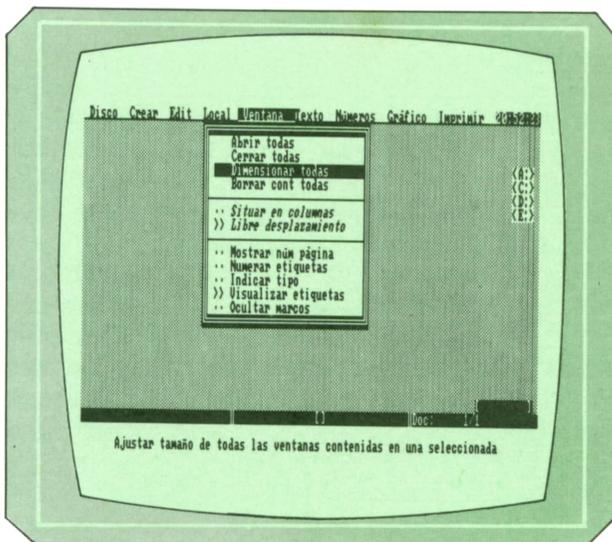 Disco Crear Edit Local Ventana Texto Números Gráfico Imprimir
Abrir todas
Cerrar todas
Dimensionar todas
Borrar cont todas
·· Situar en columnas
>> Libre desplazamiento
·· Mostrar núm página
·· Numerar etiquetas
·· Indicar tipo
>> Visualizar etiquetas
·· Ocultar marcos
<A:>
<C:>
<D:>
<E:>
[] Doc: 1/1
Ajustar tamaño de todas las ventanas contenidas en una seleccionada